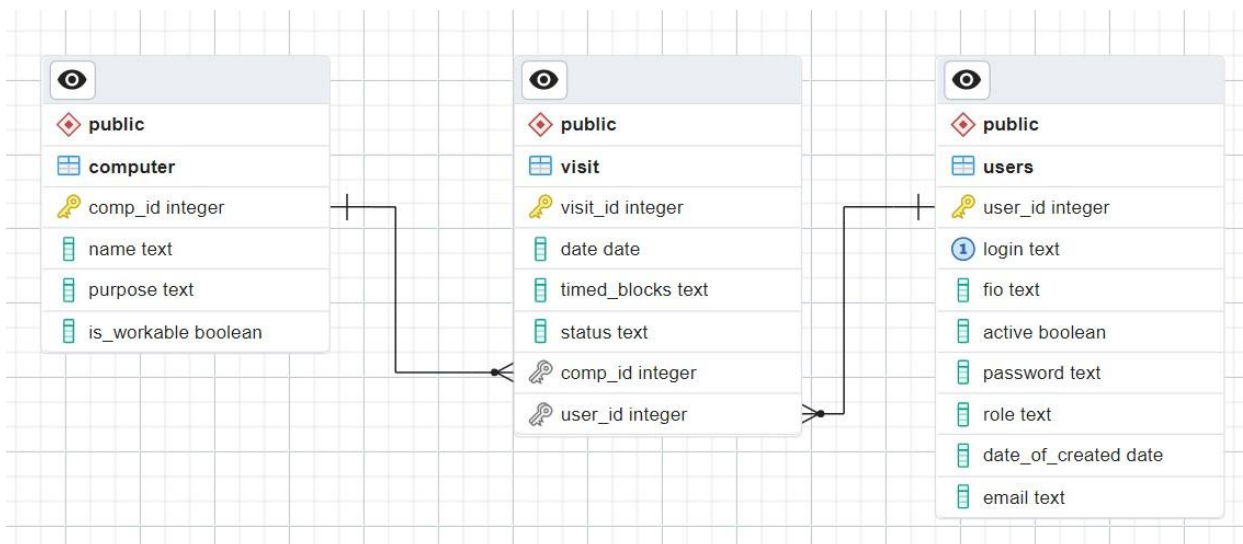 public
computer
comp_id integer
name text
purpose text
is_workable boolean
public
visit
visit_id integer
date date
timed_blocks text
status text
comp_id integer
user_id integer
public
users
user_id integer
1 login text
fio text
active boolean
password text
role text
date_of_created date
email text